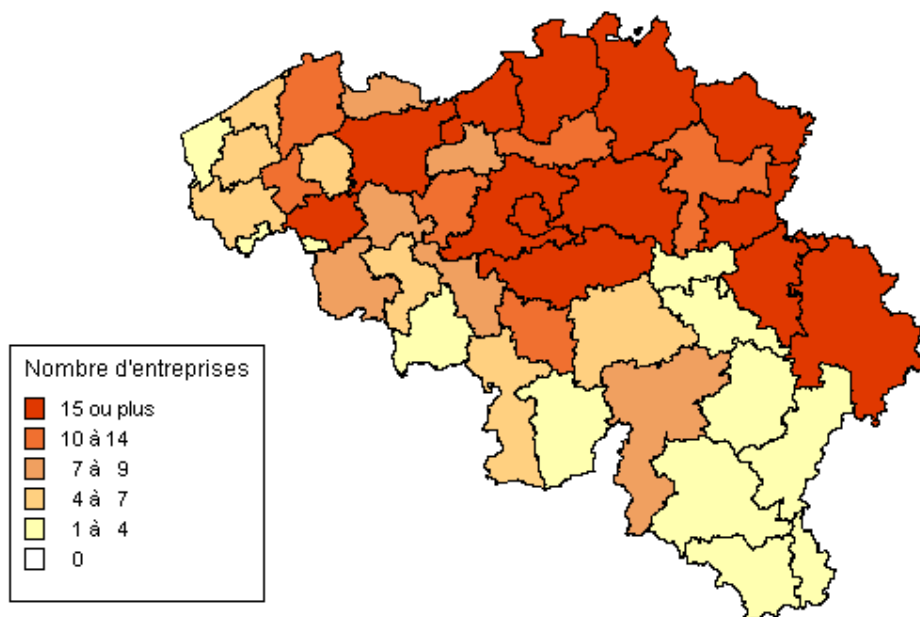 Nombre d'entreprises
15 ou plus
10 à 14
7 à 9
4 à 7
1 à 4
0